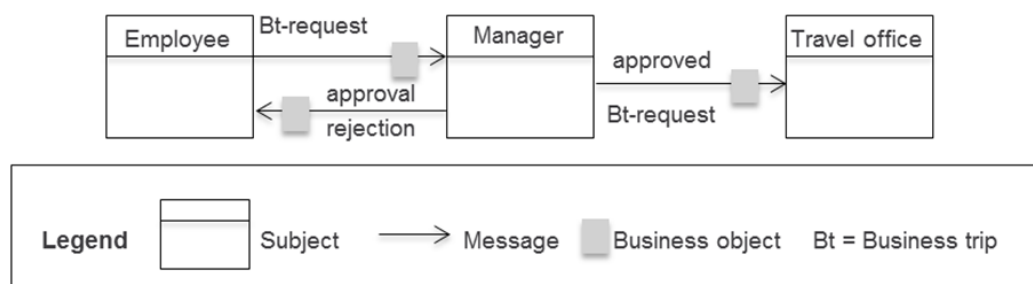 Employee
Bt-request
Manager
Travel office
approval
rejection
approved
Bt-request
Legend
Subject
Message
Business object
Bt = Business trip